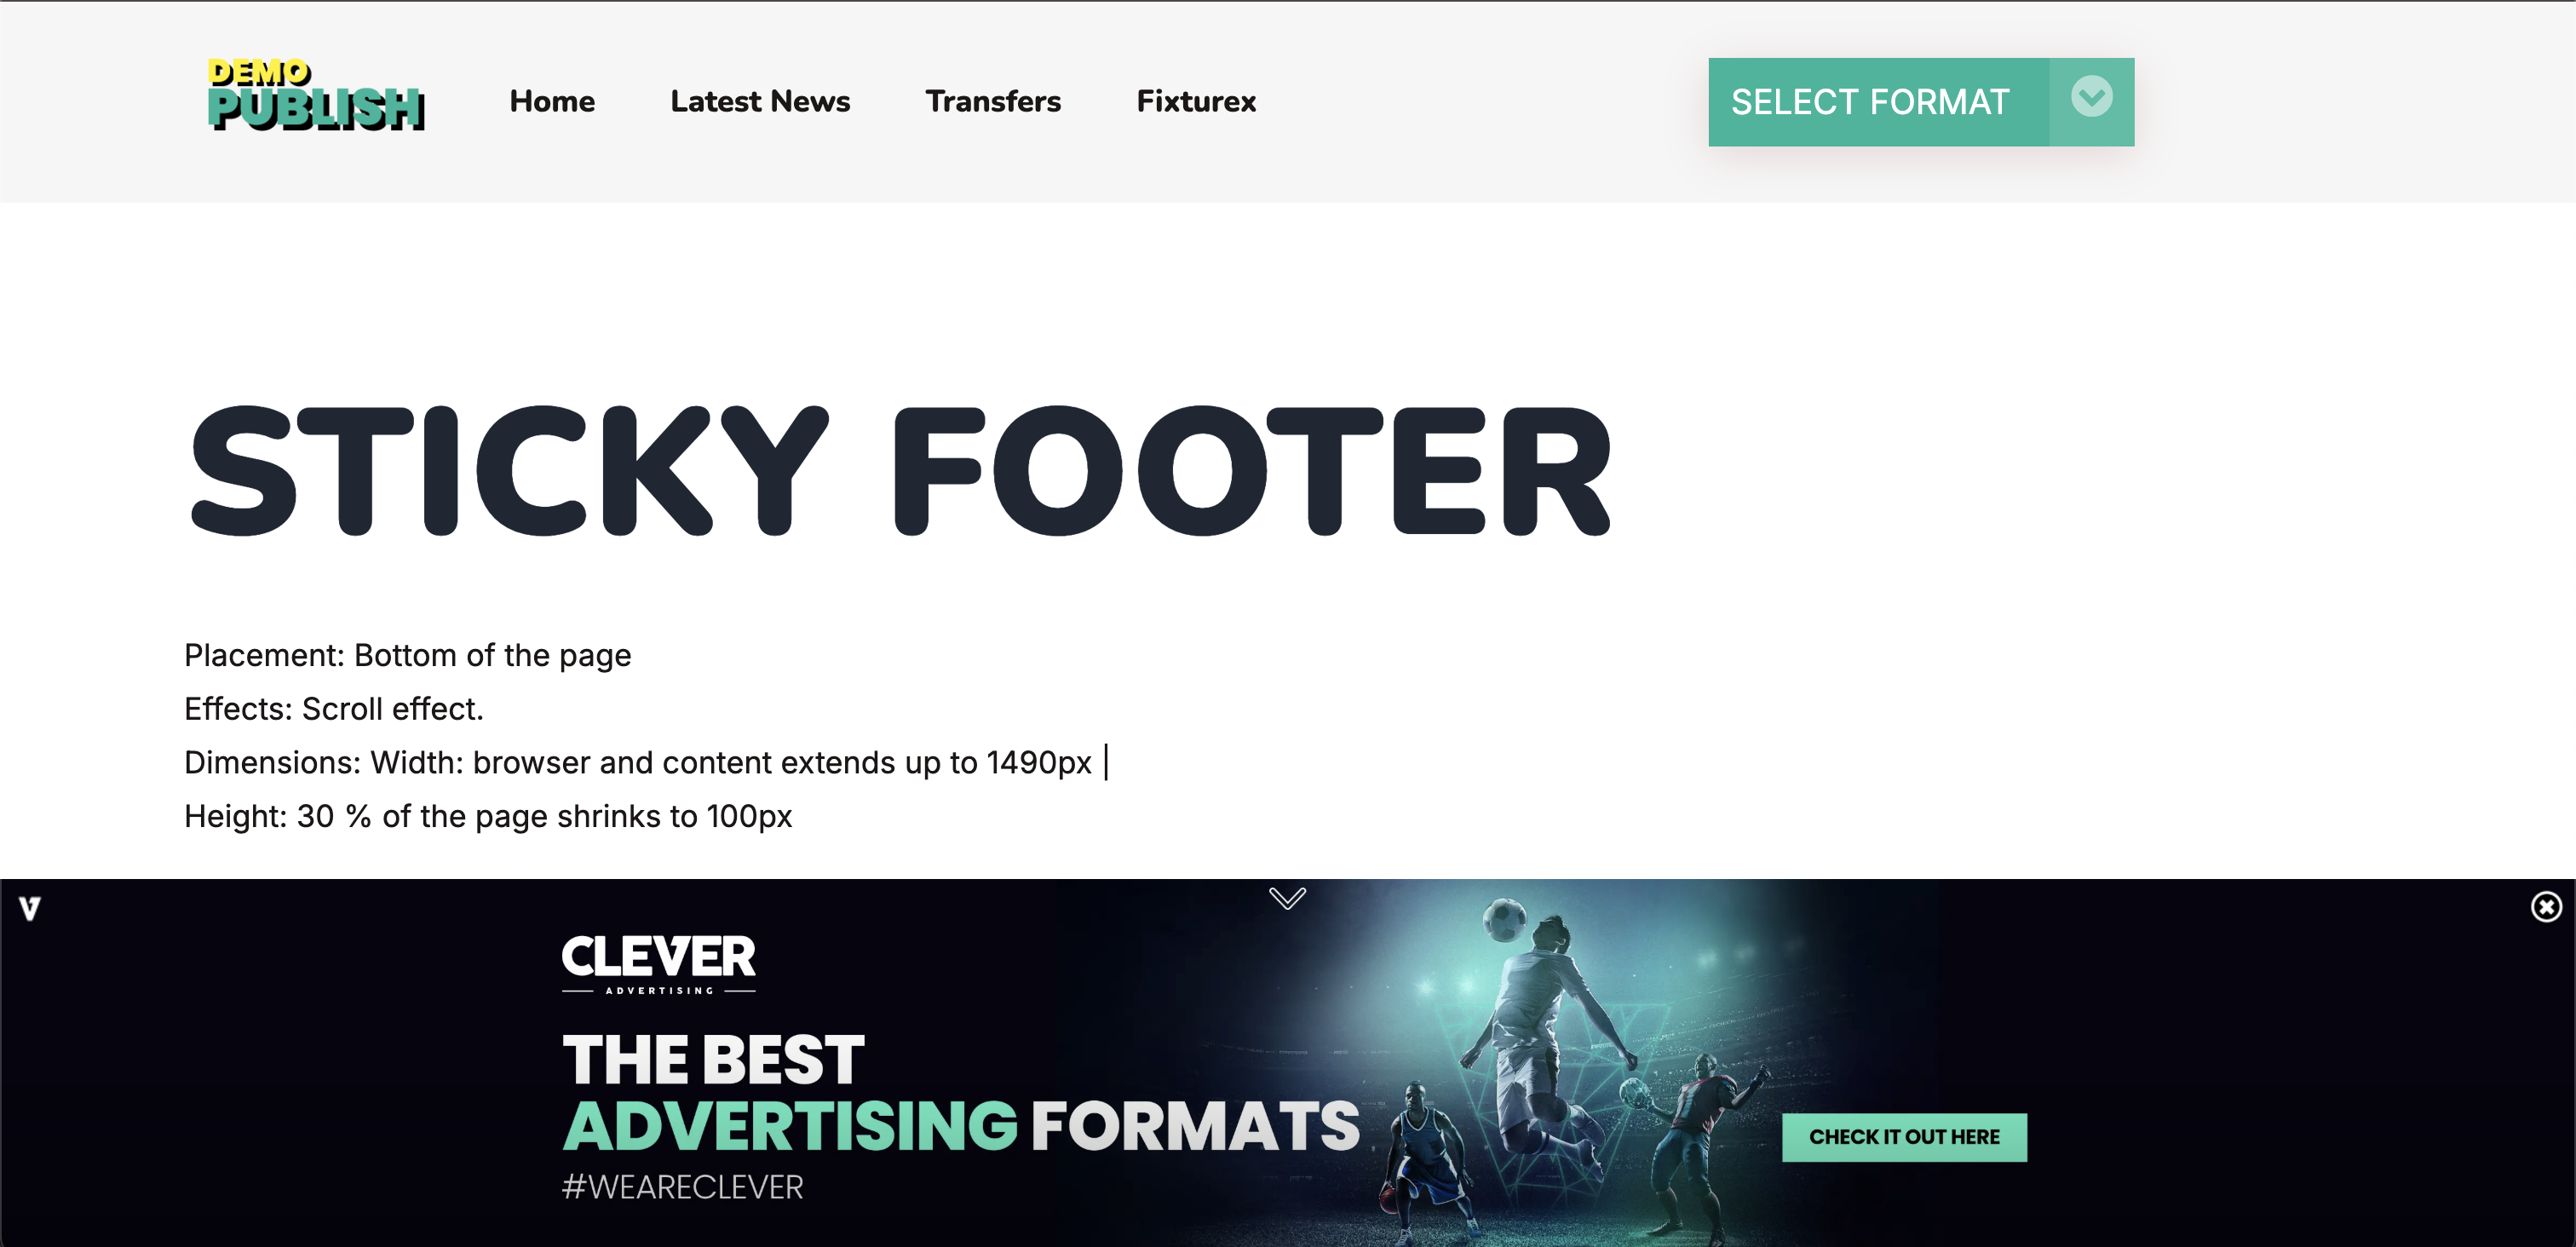 DEMO
PUBLISH
Home Latest News Transfers Fixturex
SELECT FORMAT
STICKY FOOTER
Placement: Bottom of the page
Effects: Scroll effect.
Dimensions: Width: browser and content extends up to 1490px |
Height: 30 % of the page shrinks to 100px
V
CLEVER
ADVERTISING
THE BEST
ADVERTISING FORMATS
#WEARECLEVER
CHECK IT OUT HERE